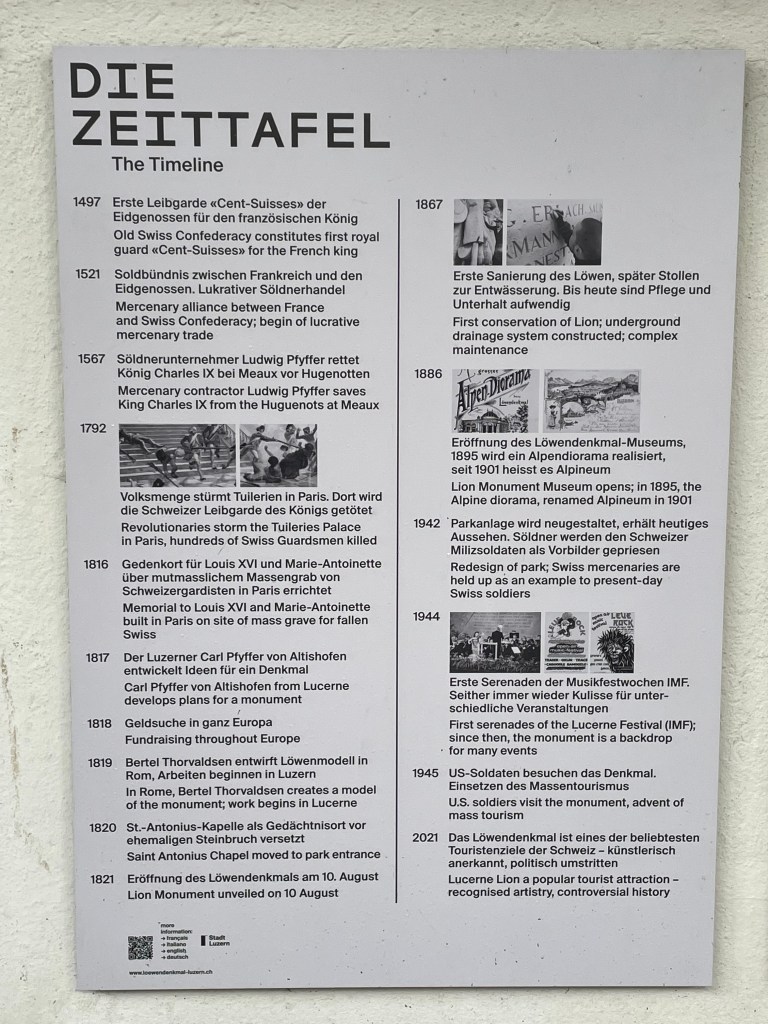 DIE
ZEITTAFEL
The Timeline
1497 Erste Leibgarde «Cent-Suisses» der
Eidgenossen für den französischen König
Old Swiss Confederacy constitutes first royal
guard «Cent-Suisses» for the French king
1521 Soldbündnis zwischen Frankreich und den
Eidgenossen. Lukrativer Söldnerhandel
Mercenary alliance between France
and Swiss Confederacy; begin of lucrative
mercenary trade
1567 Söldnerunternehmer Ludwig Pfyffer rettet
König Charles IX bei Meaux vor Hugenotten
Mercenary contractor Ludwig Pfyffer saves
King Charles IX from the Huguenots at Meaux
1792
Volksmenge stürmt Tuilerien in Paris. Dort wird
die Schweizer Leibgarde des Königs getötet
Revolutionaries storm the Tuileries Palace
in Paris, hundreds of Swiss Guardsmen killed
1816 Gedenkort für Louis XVI und Marie-Antoinette
über mutmasslichem Massengrab von
Schweizergardisten in Paris errichtet
Memorial to Louis XVI and Marie-Antoinette
built in Paris on site of mass grave for fallen
Swiss
1817 Der Luzerner Carl Pfyffer von Altishofen
entwickelt Ideen für ein Denkmal
Carl Pfyffer von Altishofen from Lucerne
develops plans for a monument
1818 Geldsuche in ganz Europa
Fundraising throughout Europe
1819 Bertel Thorvaldsen entwirft Löwenmodell in
Rom, Arbeiten beginnen in Luzern
In Rome, Bertel Thorvaldsen creates a model
of the monument; work begins in Lucerne
1820 St.-Antonius-Kapelle als Gedächtnisort vor
ehemaligen Steinbruch versetzt
Saint Antonius Chapel moved to park entrance
1821 Eröffnung des Löwendenkmals am 10. August
Lion Monument unveiled on 10 August
1867
G. ERLACH.
MANN
Erste Sanierung des Löwen, später Stollen
zur Entwässerung. Bis heute sind Pflege und
Unterhalt aufwendig
First conservation of Lion; underground
drainage system constructed; complex
maintenance
1886
Grosses
Alpen-Diorama
beim
Löwendenkmal
Eröffnung des Löwendenkmal-Museums,
1895 wird ein Alpendiorama realisiert,
seit 1901 heisst es Alpineum
Lion Monument Museum opens; in 1895, the
Alpine diorama, renamed Alpineum in 1901
1942 Parkanlage wird neugestaltet, erhält heutiges
Aussehen. Söldner werden den Schweizer
Milizsoldaten als Vorbilder gepriesen
Redesign of park; Swiss mercenaries are
held up as an example to present-day
Swiss soldiers
1944
LEUE ROCK
Erste Serenaden der Musikfestwochen IMF.
Seither immer wieder Kulisse für unter-
schiedliche Veranstaltungen
First serenades of the Lucerne Festival (IMF);
since then, the monument is a backdrop
for many events
1945 US-Soldaten besuchen das Denkmal.
Einsetzen des Massentourismus
U.S. soldiers visit the monument, advent of
mass tourism
2021 Das Löwendenkmal ist eines der beliebtesten
Touristenziele der Schweiz – künstlerisch
anerkannt, politisch umstritten
Lucerne Lion a popular tourist attraction –
recognised artistry, controversial history
more
information:
→ français
→ italiano
→ english
→ deutsch
Stadt
Luzern
www.loewendenkmal-luzern.ch